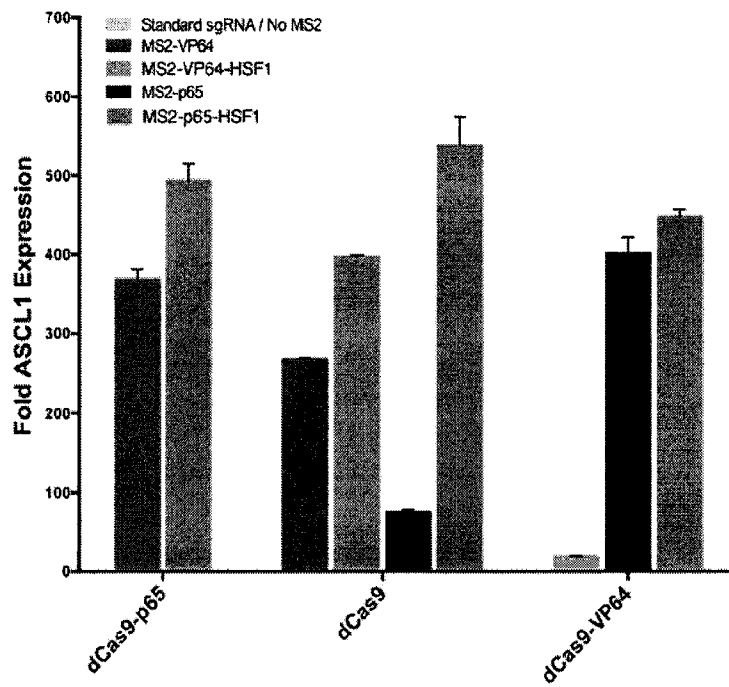 700
600
500
400
300
200
100
0
Fold ASCL1 Expression
Standard sgRNA / No MS2
MS2-VP64
MS2-VP64-HSF1
MS2-p65
MS2-p65-HSF1
dCas9-p65
dCas9
dCas9-VP64